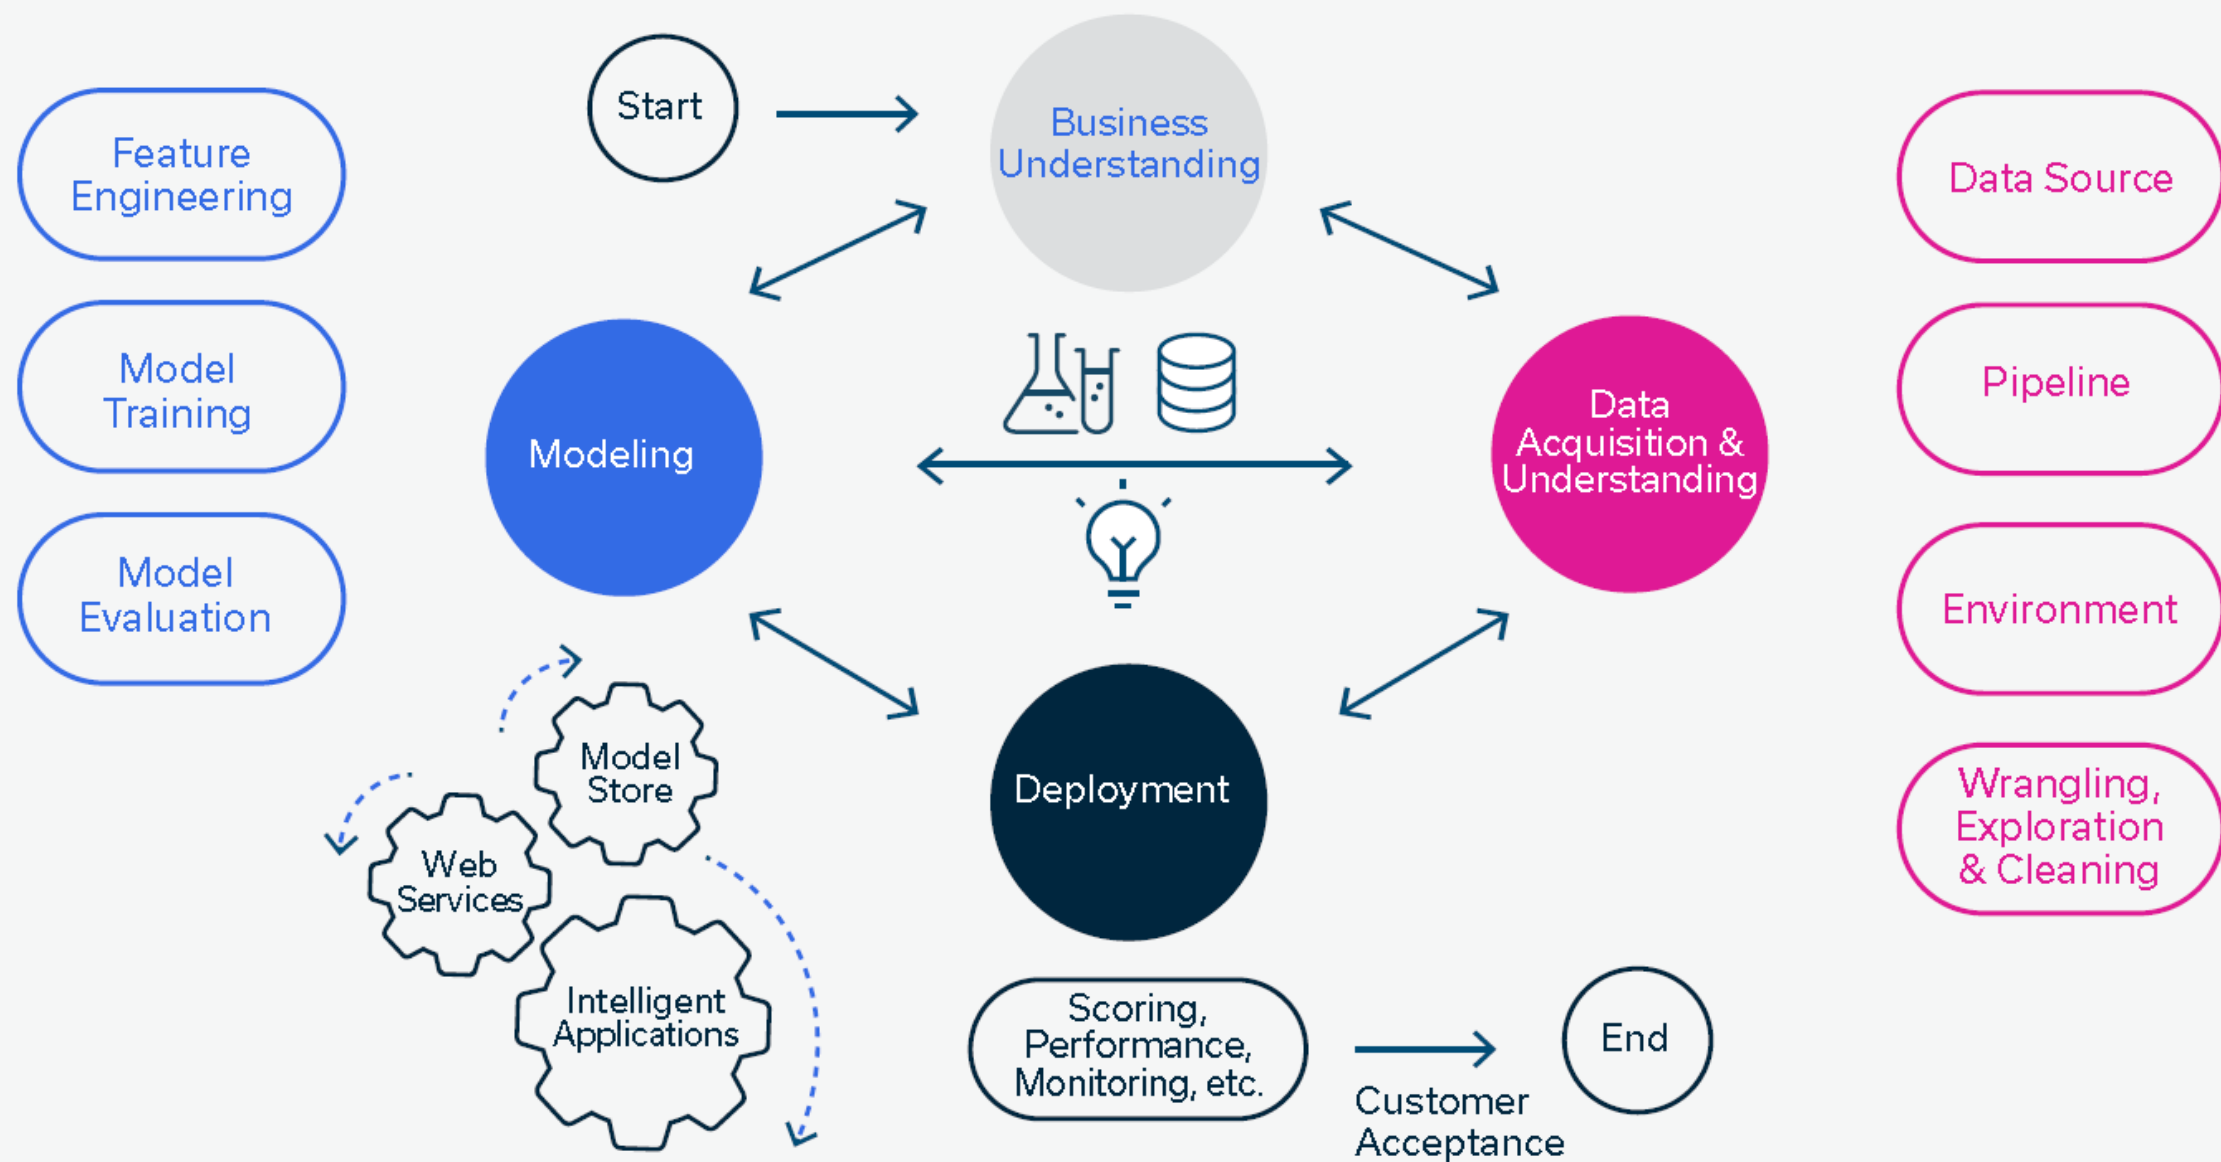 Start
Business
Understanding
Feature
Engineering
Model
Training
Model
Evaluation
Modeling
Data
Acquisition &
Understanding
Data Source
Pipeline
Environment
Wrangling,
Exploration
& Cleaning
Model
Store
Web
Services
Intelligent
Applications
Deployment
Scoring,
Performance,
Monitoring, etc.
Customer
Acceptance
End